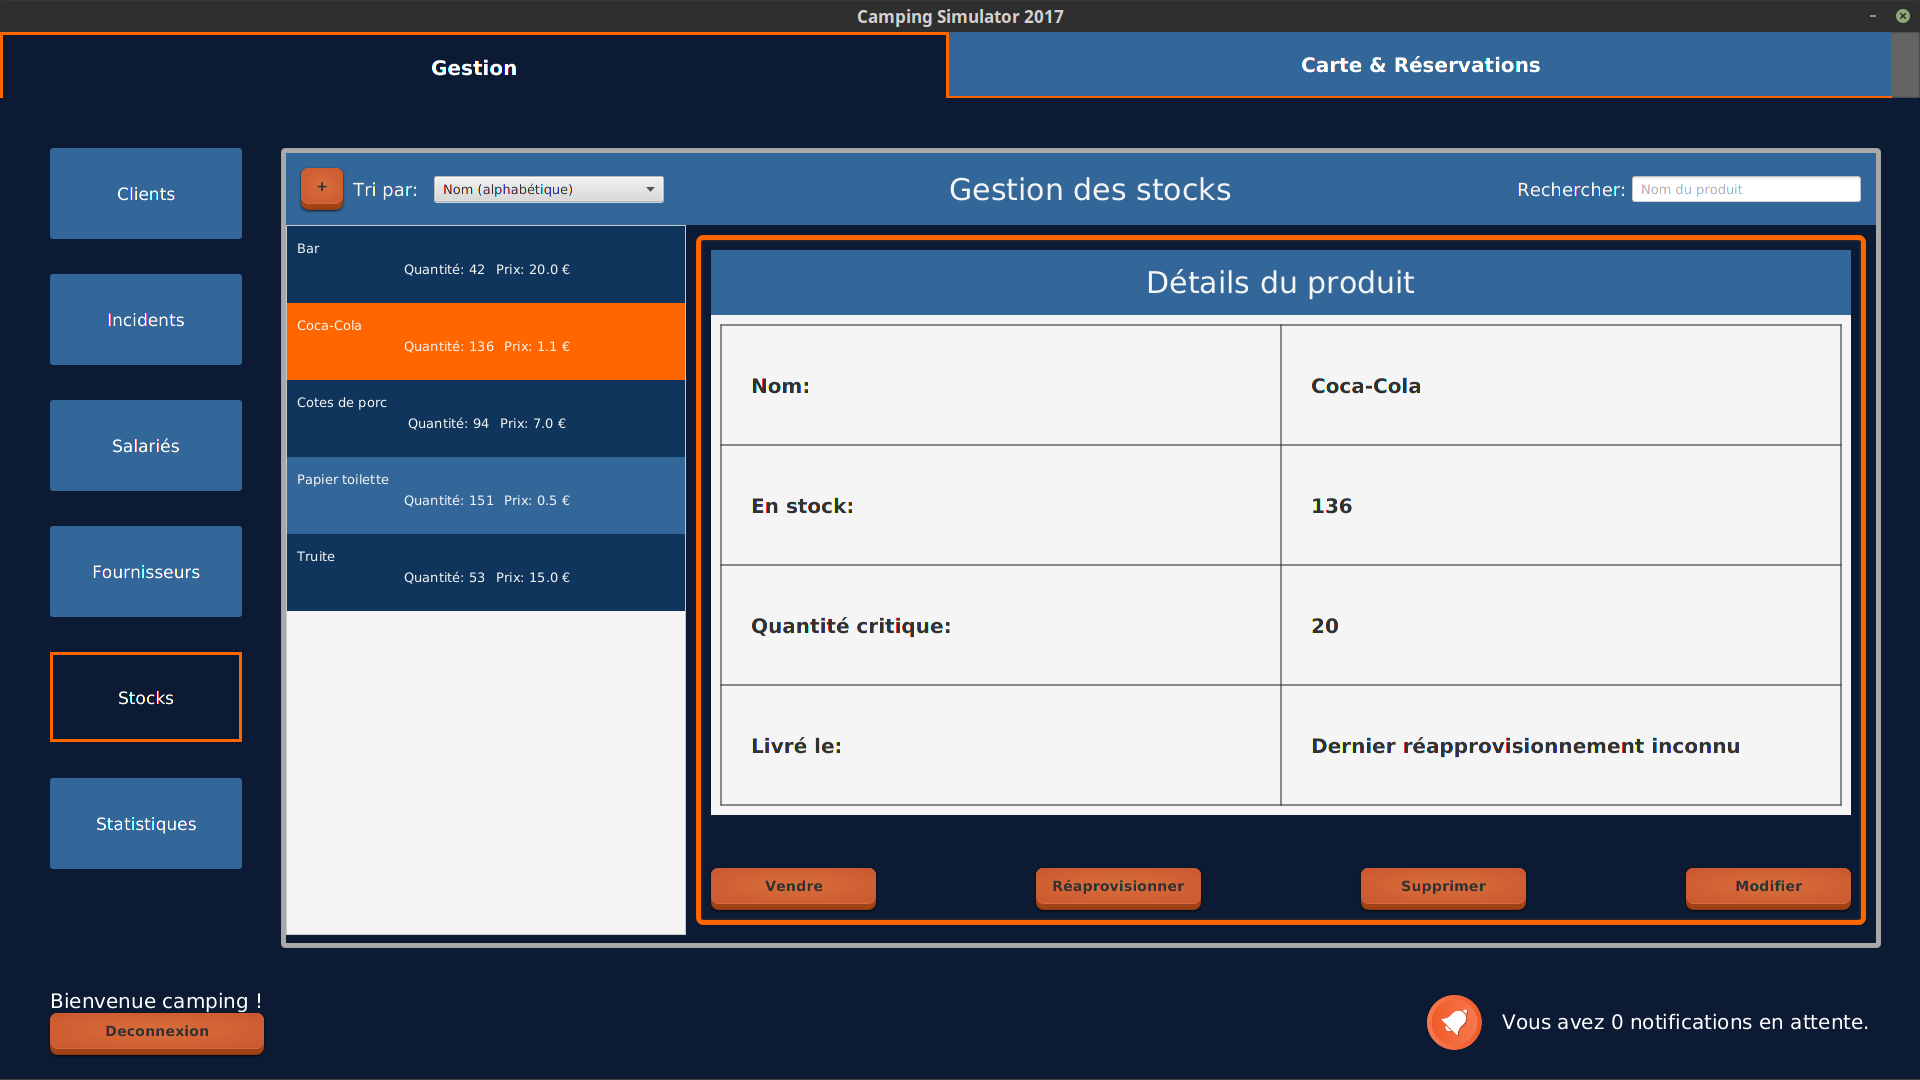 Camping Simulator 2017
Gestion
Carte & Réservations
Clients
Incidents
Salariés
Fournisseurs
Stocks
Statistiques
+
Tri par:
Nom (alphabétique)
Gestion des stocks
Rechercher:
Nom du produit
Bar
Quantité: 42 Prix: 20.0 €
Coca-Cola
Quantité: 136 Prix: 1.1 €
Cotes de porc
Quantité: 94 Prix: 7.0 €
Papier toilette
Quantité: 151 Prix: 0.5 €
Truite
Quantité: 53 Prix: 15.0 €
Détails du produit
Nom:
Coca-Cola
En stock:
136
Quantité critique:
20
Livré le:
Dernier réapprovisionnement inconnu
Vendre
Réaprovisionner
Supprimer
Modifier
Bienvenue camping !
Deconnexion
Vous avez 0 notifications en attente.